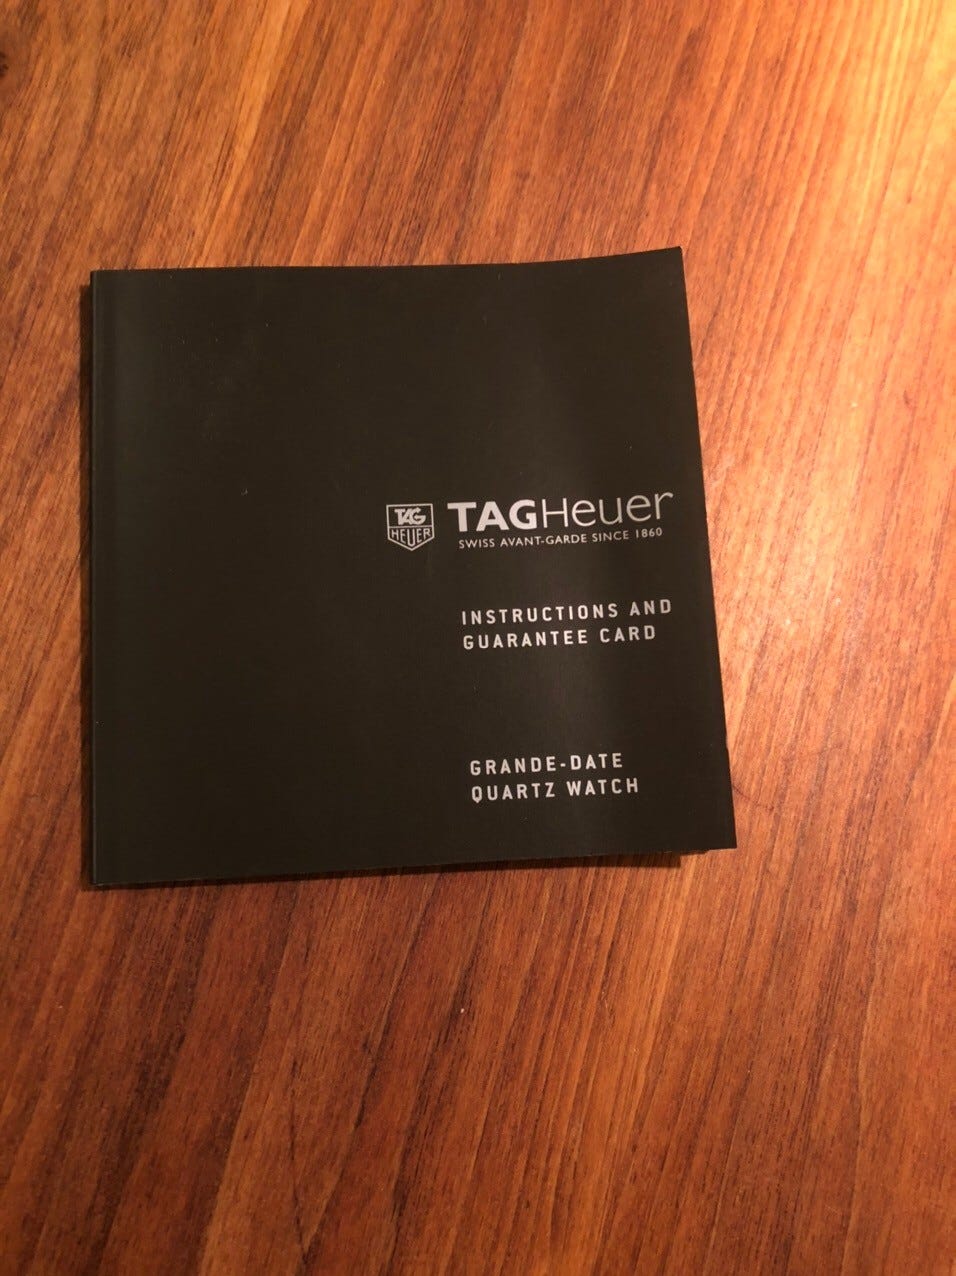 TAG
HEUER
TAGHeuer
SWISS AVANT-GARDE SINCE 1860
INSTRUCTIONS AND
GUARANTEE CARD
GRANDE-DATE
QUARTZ WATCH